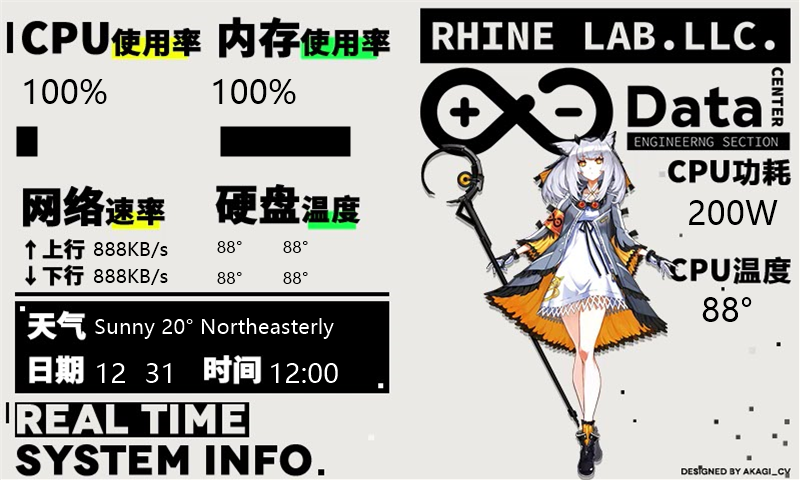 CPU使用率
100%
内存使用率
100%
网络速率
↑上行 888KB/s
↓下行 888KB/s
硬盘温度
88° 88°
88° 88°
天气 Sunny 20° Northeasterly
日期 12 31 时间 12:00
REAL TIME
SYSTEM INFO.
RHINE LAB.LLC.
Data
CENTER
ENGINEERNG SECTION
CPU功耗
200W
CPU温度
88°
DESIGNED BY AKAGI_CV